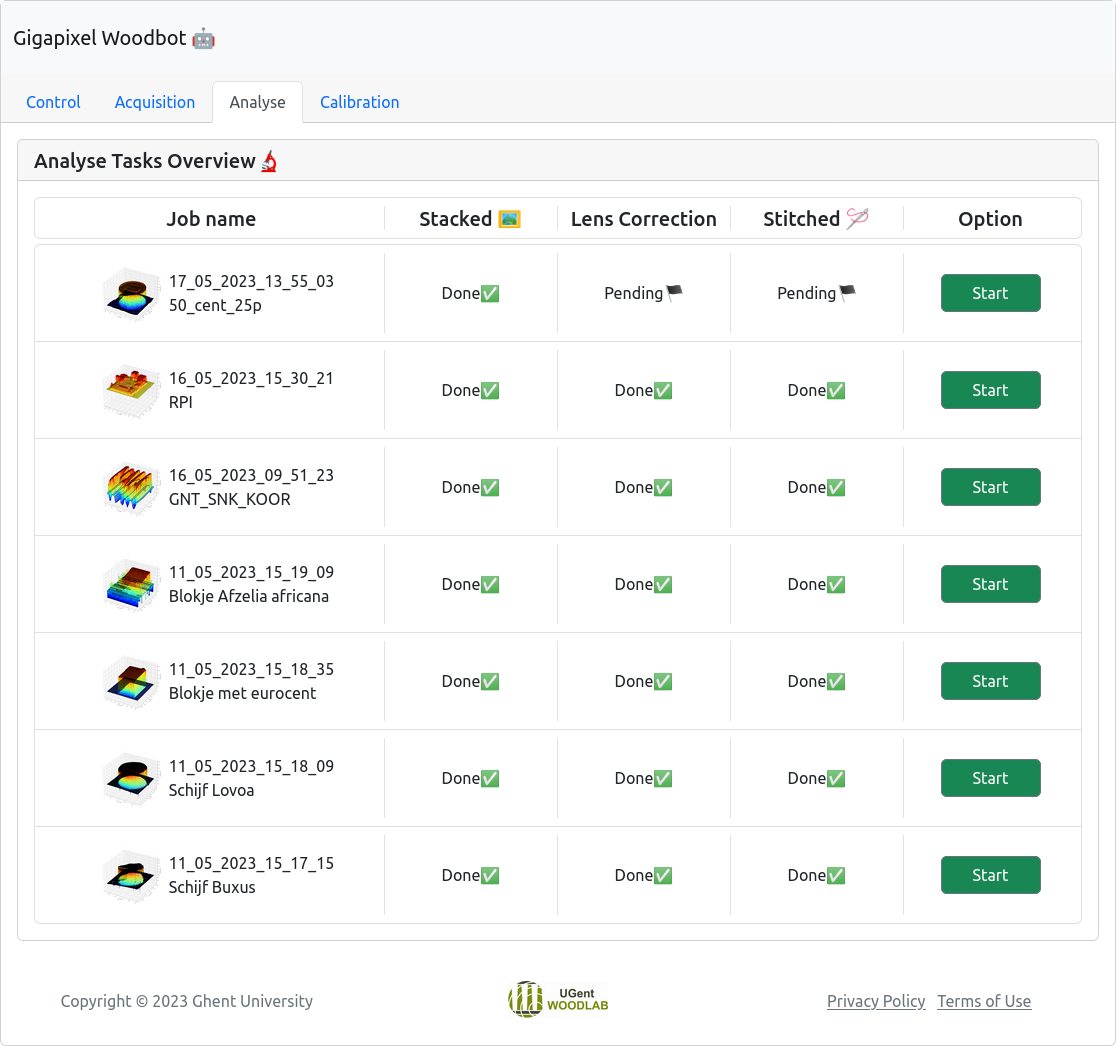 Gigapixel Woodbot 🤖
Control Acquisition Analyse Calibration
Analyse Tasks Overview 🔬
Job name Stacked 🖼️ Lens Correction Stitched 🪡 Option
17_05_2023_13_55_03
50_cent_25p
Done✅ Pending🏴 Pending🏴 Start
16_05_2023_15_30_21
RPI
Done✅ Done✅ Done✅ Start
16_05_2023_09_51_23
GNT_SNK_KOOR
Done✅ Done✅ Done✅ Start
11_05_2023_15_19_09
Blokje Afzelia africana
Done✅ Done✅ Done✅ Start
11_05_2023_15_18_35
Blokje met eurocent
Done✅ Done✅ Done✅ Start
11_05_2023_15_18_09
Schijf Lovoa
Done✅ Done✅ Done✅ Start
11_05_2023_15_17_15
Schijf Buxus
Done✅ Done✅ Done✅ Start
Copyright © 2023 Ghent University
UGent
WOODLAB
Privacy Policy Terms of Use